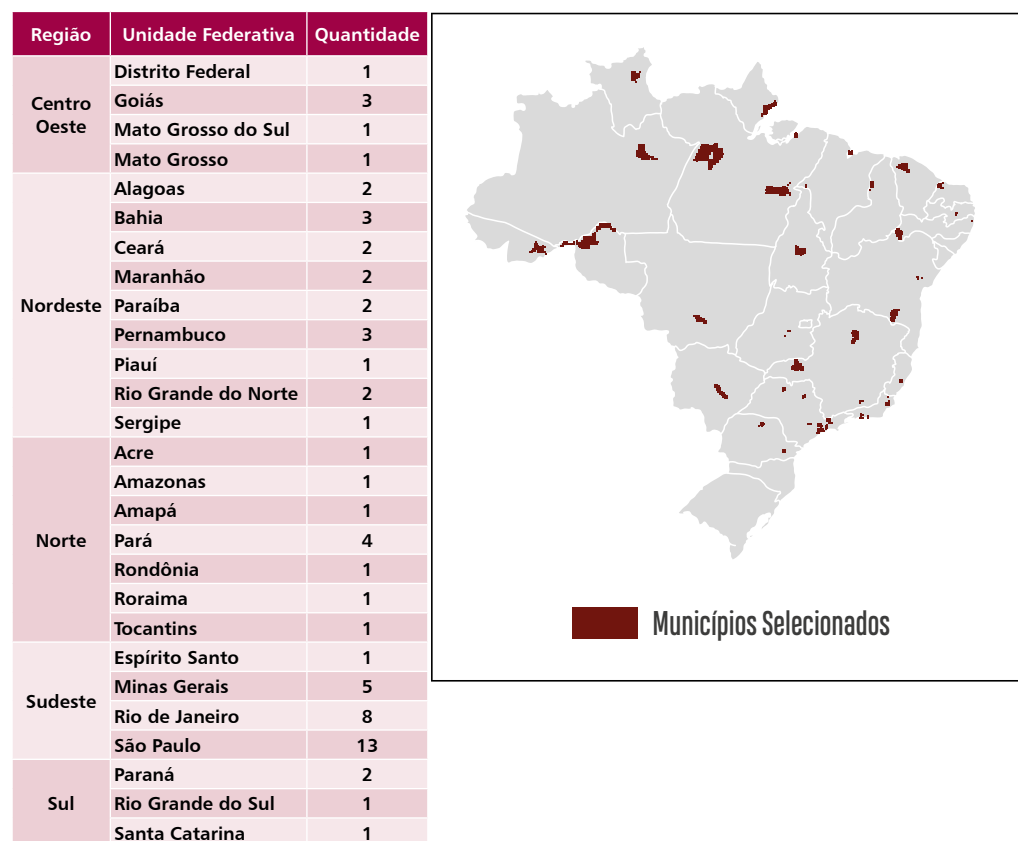 Região Unidade Federativa Quantidade
Centro Oeste
Distrito Federal 1
Goiás 3
Mato Grosso do Sul 1
Mato Grosso 1
Nordeste
Alagoas 2
Bahia 3
Ceará 2
Maranhão 2
Paraíba 2
Pernambuco 3
Piauí 1
Rio Grande do Norte 2
Sergipe 1
Norte
Acre 1
Amazonas 1
Amapá 1
Pará 4
Rondônia 1
Roraima 1
Tocantins 1
Sudeste
Espírito Santo 1
Minas Gerais 5
Rio de Janeiro 8
São Paulo 13
Sul
Paraná 2
Rio Grande do Sul 1
Santa Catarina 1
Municípios Selecionados